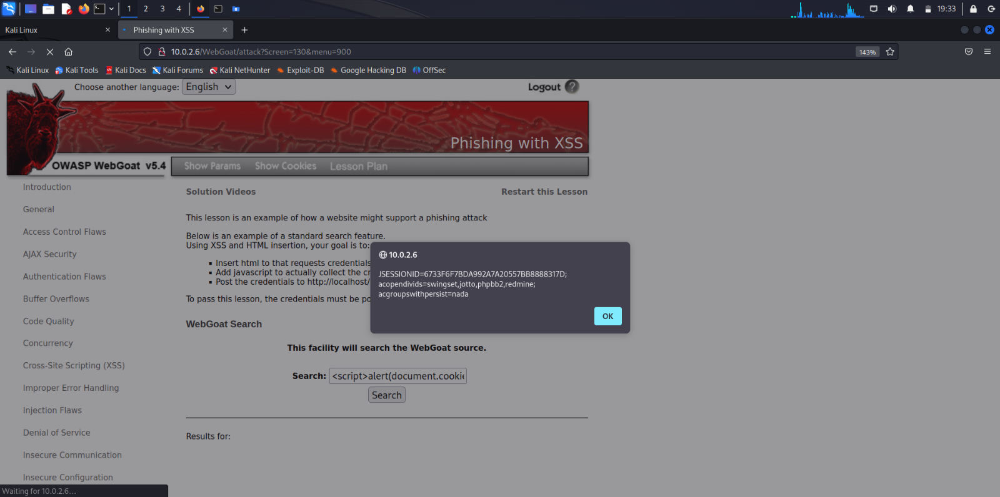 1 2 3 4 19:33
Kali Linux
Phishing with XSS
10.0.2.6/WebGoat/attack?Screen=130&menu=900 143%
Kali Linux Kali Tools Kali Docs Kali Forums Kali NetHunter Exploit-DB Google Hacking DB OffSec
Choose another language: English Logout ?
Phishing with XSS
OWASP WebGoat v5.4 Show Params Show Cookies Lesson Plan
Introduction
General
Access Control Flaws
AJAX Security
Authentication Flaws
Buffer Overflows
Code Quality
Concurrency
Cross-Site Scripting (XSS)
Improper Error Handling
Injection Flaws
Denial of Service
Insecure Communication
Insecure Configuration
Solution Videos Restart this Lesson
This lesson is an example of how a website might support a phishing attack
Below is an example of a standard search feature.
Using XSS and HTML insertion, your goal is to:
Insert html to that requests credentials
Add javascript to actually collect the cr
Post the credentials to http://localhost/
To pass this lesson, the credentials must be po
10.0.2.6
JSESSIONID=6733F6F7BDA992A7A20557BB8888317D;
acopendivids=swingset,jotto,phpbb2,redmine;
acgroupswithpersist=nada
OK
WebGoat Search
This facility will search the WebGoat source.
Search: <script>alert(document.cookie
Search
Results for:
Waiting for 10.0.2.6...